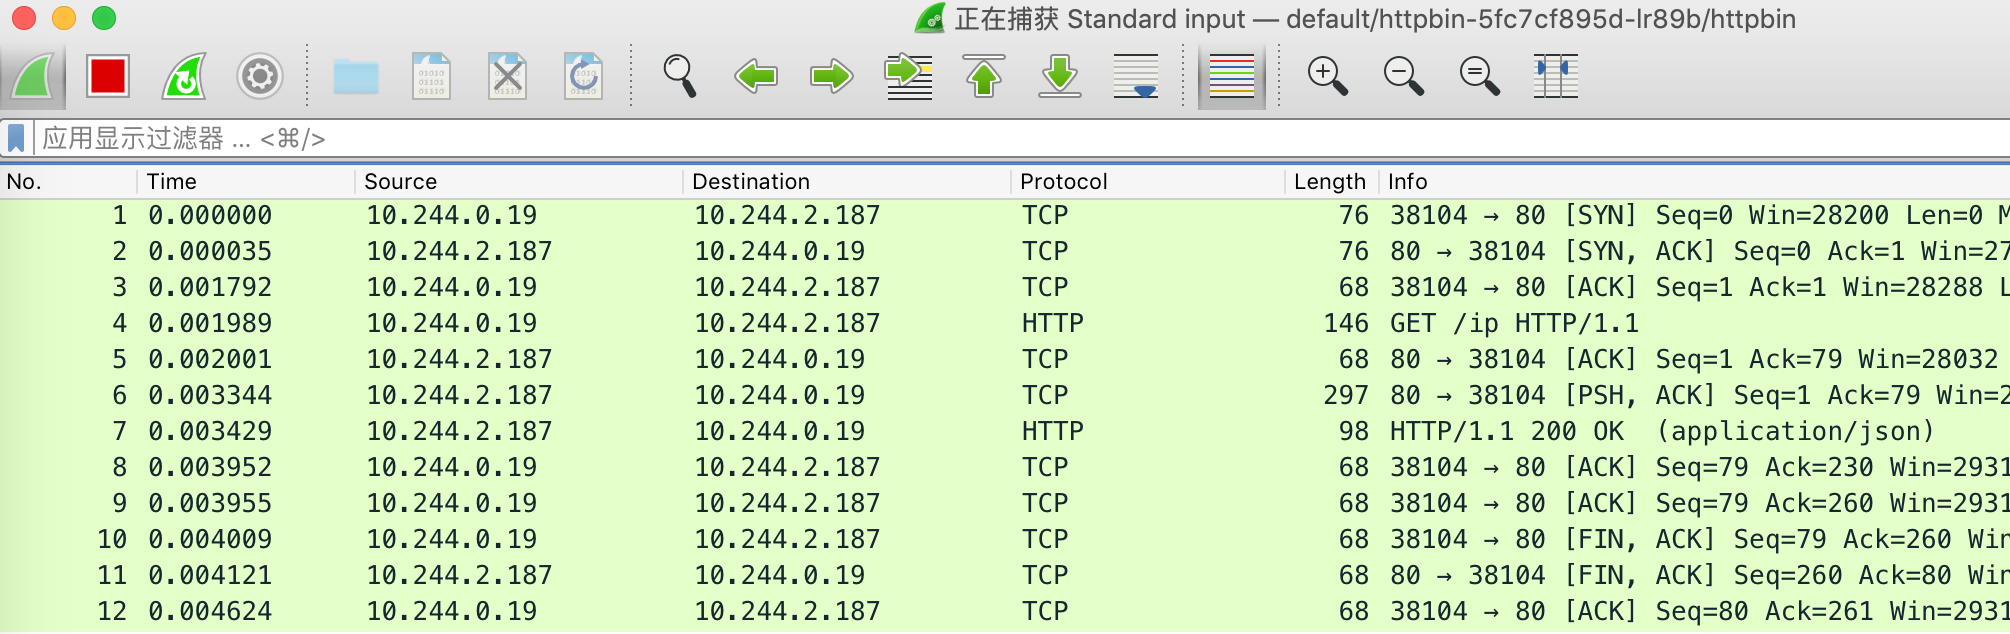 正在捕获 Standard input — default/httpbin-5fc7cf895d-lr89b/httpbin
应用显示过滤器 ... <⌘/>
No. Time Source Destination Protocol Length Info
1 0.000000 10.244.0.19 10.244.2.187 TCP 76 38104 → 80 [SYN] Seq=0 Win=28200 Len=0 M
2 0.000035 10.244.2.187 10.244.0.19 TCP 76 80 → 38104 [SYN, ACK] Seq=0 Ack=1 Win=27
3 0.001792 10.244.0.19 10.244.2.187 TCP 68 38104 → 80 [ACK] Seq=1 Ack=1 Win=28288 L
4 0.001989 10.244.0.19 10.244.2.187 HTTP 146 GET /ip HTTP/1.1
5 0.002001 10.244.2.187 10.244.0.19 TCP 68 80 → 38104 [ACK] Seq=1 Ack=79 Win=28032
6 0.003344 10.244.2.187 10.244.0.19 TCP 297 80 → 38104 [PSH, ACK] Seq=1 Ack=79 Win=2
7 0.003429 10.244.2.187 10.244.0.19 HTTP 98 HTTP/1.1 200 OK (application/json)
8 0.003952 10.244.0.19 10.244.2.187 TCP 68 38104 → 80 [ACK] Seq=79 Ack=230 Win=2931
9 0.003955 10.244.0.19 10.244.2.187 TCP 68 38104 → 80 [ACK] Seq=79 Ack=260 Win=2931
10 0.004009 10.244.0.19 10.244.2.187 TCP 68 38104 → 80 [FIN, ACK] Seq=79 Ack=260 Win
11 0.004121 10.244.2.187 10.244.0.19 TCP 68 80 → 38104 [FIN, ACK] Seq=260 Ack=80 Win
12 0.004624 10.244.0.19 10.244.2.187 TCP 68 38104 → 80 [ACK] Seq=80 Ack=261 Win=2931